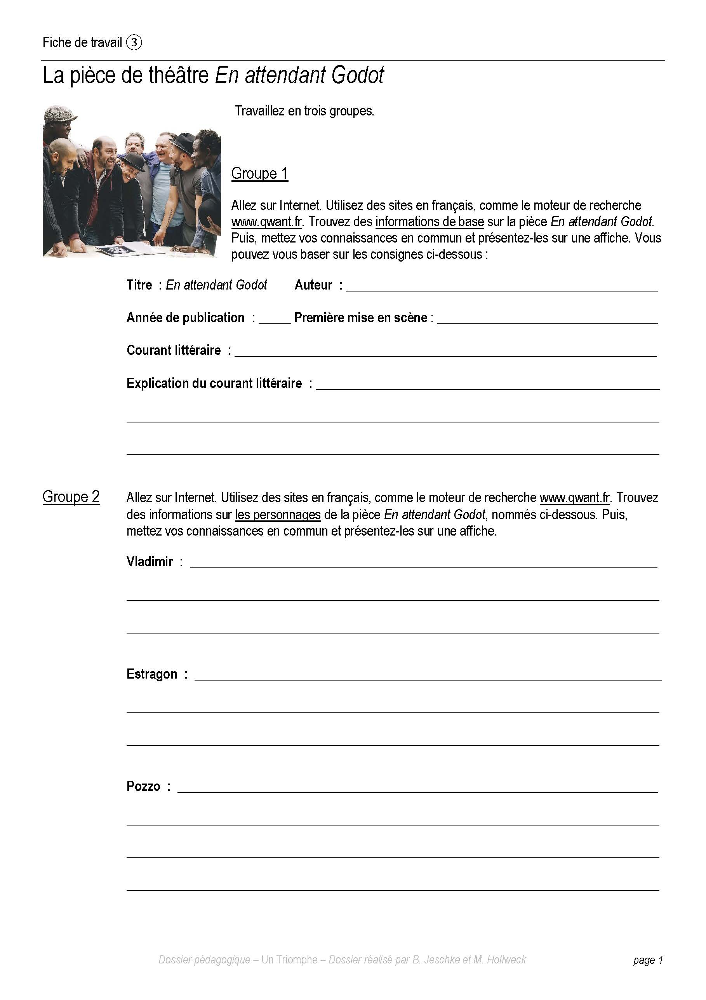 Fiche de travail ③
La pièce de théâtre En attendant Godot
Travaillez en trois groupes.
Groupe 1
Allez sur Internet. Utilisez des sites en français, comme le moteur de recherche
www.qwant.fr. Trouvez des informations de base sur la pièce En attendant Godot.
Puis, mettez vos connaissances en commun et présentez-les sur une affiche. Vous
pouvez vous baser sur les consignes ci-dessous :
Titre : En attendant Godot Auteur : ______
Année de publication : _____ Première mise en scène : ______
Courant littéraire : ______
Explication du courant littéraire : ______
Groupe 2 Allez sur Internet. Utilisez des sites en français, comme le moteur de recherche www.qwant.fr. Trouvez
des informations sur les personnages de la pièce En attendant Godot, nommés ci-dessous. Puis,
mettez vos connaissances en commun et présentez-les sur une affiche.
Vladimir : ______
Estragon : ______
Pozzo : ______
Dossier pédagogique – Un Triomphe – Dossier réalisé par B. Jeschke et M. Hollweck page 1